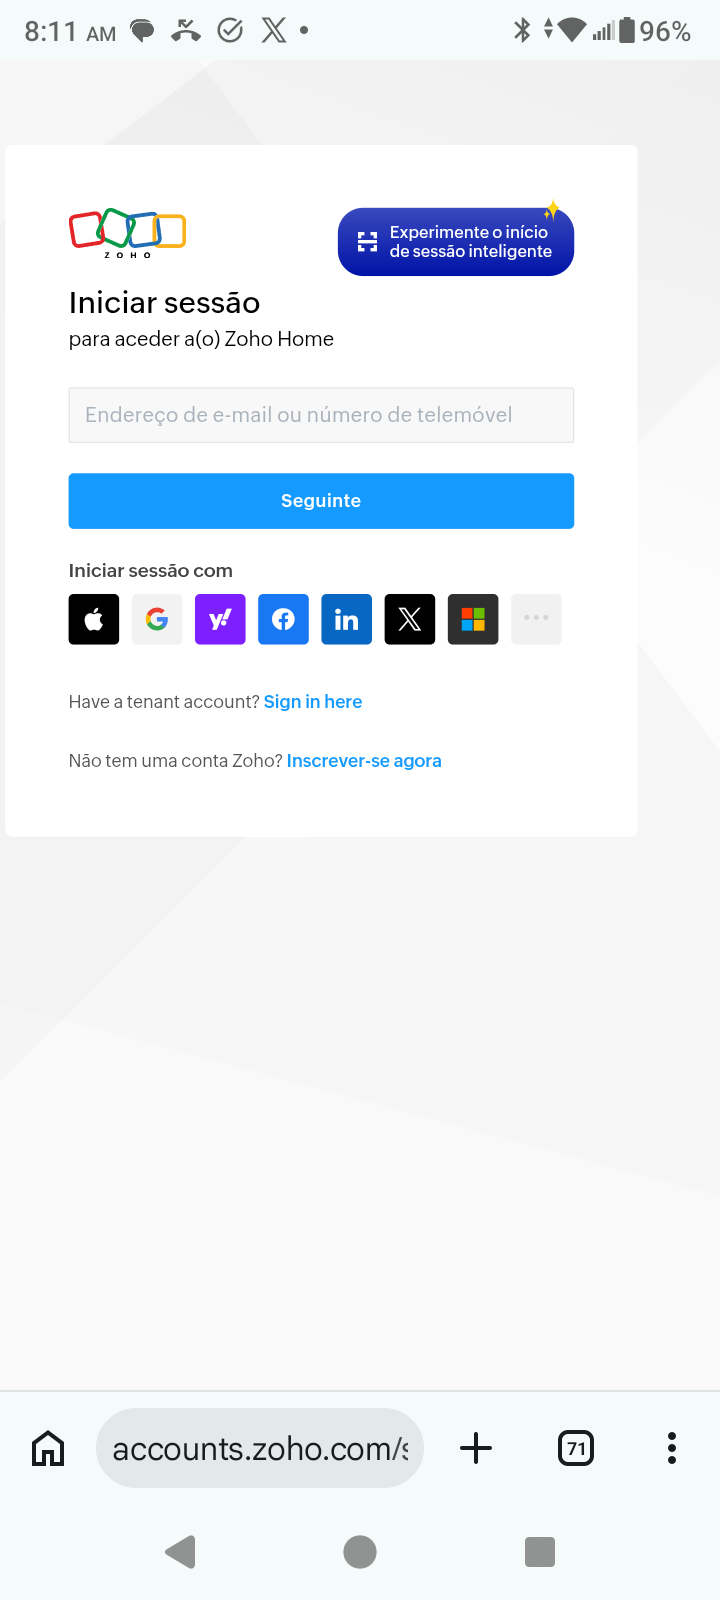 8:11 AM
96%
ZOHO
Experimente o início
de sessão inteligente
Iniciar sessão
para aceder a(o) Zoho Home
Endereço de e-mail ou número de telemóvel
Seguinte
Iniciar sessão com
Have a tenant account? Sign in here
Não tem uma conta Zoho? Inscrever-se agora
accounts.zoho.com/s
71